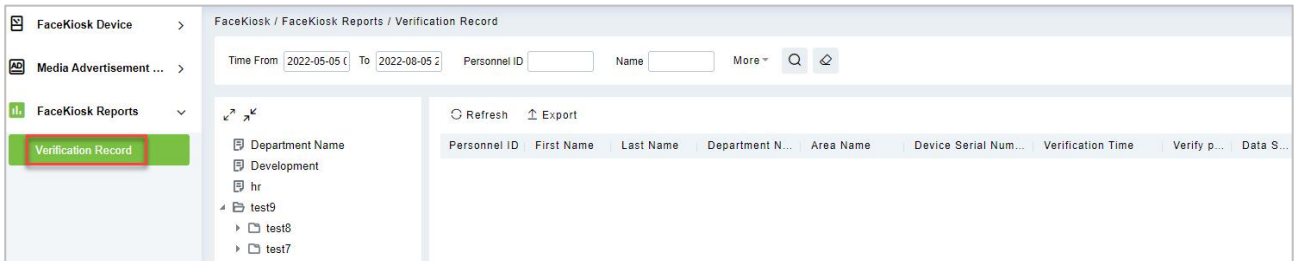 FaceKiosk Device
Media Advertisement ...
FaceKiosk Reports
Verification Record
FaceKiosk / FaceKiosk Reports / Verification Record
Time From 2022-05-05 ( To 2022-08-05 2 Personnel ID Name More
Refresh Export
Department Name
Development
hr
test9
test8
test7
Personnel ID First Name Last Name Department N... Area Name Device Serial Num... Verification Time Verify p... Data S...